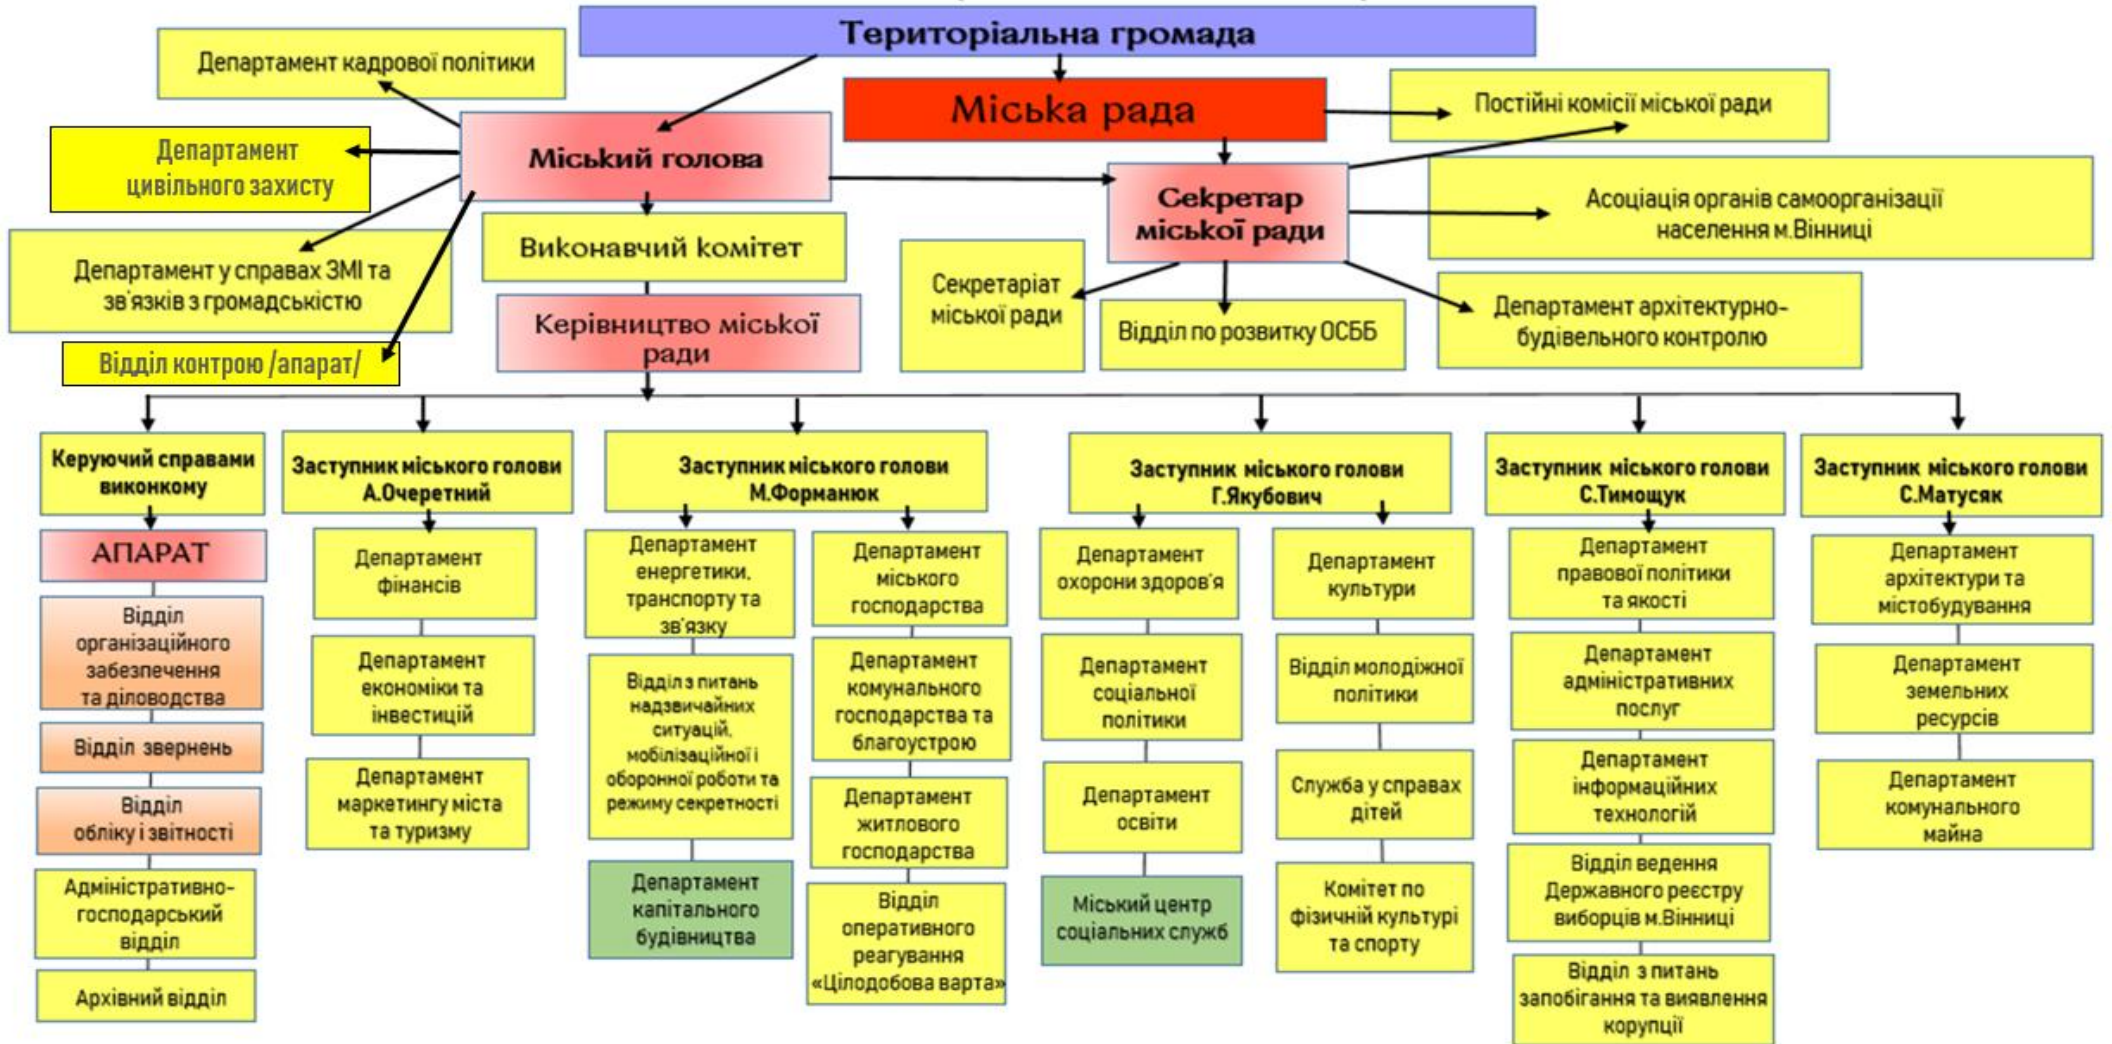 Територіальна громада
Департамент кадрової політики
Міська рада
Постійні комісії міської ради
Департамент
цивільного захисту
Міський голова
Секретар
міської ради
Асоціація органів самоорганізації
населення м.Вінниці
Департамент у справах ЗМІ та
зв'язків з громадськістю
Виконавчий комітет
Секретаріат
міської ради
Відділ по розвитку ОСББ
Департамент архітектурно-
будівельного контролю
Керівництво міської
ради
Відділ контрою /апарат/
Керуючий справами
виконкому
АПАРАТ
Відділ
організаційного
забезпечення
та діловодства
Відділ звернень
Відділ
обліку і звітності
Адміністративно-
господарський
відділ
Архівний відділ
Заступник міського голови
А.Очеретний
Департамент
фінансів
Департамент
економіки та
інвестицій
Департамент
маркетингу міста
та туризму
Заступник міського голови
М.Форманюк
Департамент
енергетики,
транспорту та
зв'язку
Відділ з питань
надзвичайних
ситуацій,
мобілізаційної і
оборонної роботи та
режиму секретності
Департамент
капітального
будівництва
Департамент
міського
господарства
Департамент
комунального
господарства та
благоустрою
Департамент
житлового
господарства
Відділ
оперативного
реагування
«Цілодобова варта»
Заступник міського голови
Г.Якубович
Департамент
охорони здоров'я
Департамент
соціальної
політики
Департамент
освіти
Міський центр
соціальних служб
Департамент
культури
Відділ молодіжної
політики
Служба у справах
дітей
Комітет по
фізичній культурі
та спорту
Заступник міського голови
С.Тимощук
Департамент
правової політики
та якості
Департамент
адміністративних
послуг
Департамент
інформаційних
технологій
Відділ ведення
Державного реєстру
виборців м.Вінниці
Відділ з питань
запобігання та виявлення
корупції
Заступник міського голови
С.Матусяк
Департамент
архітектури та
містобудування
Департамент
земельних
ресурсів
Департамент
комунального
майна